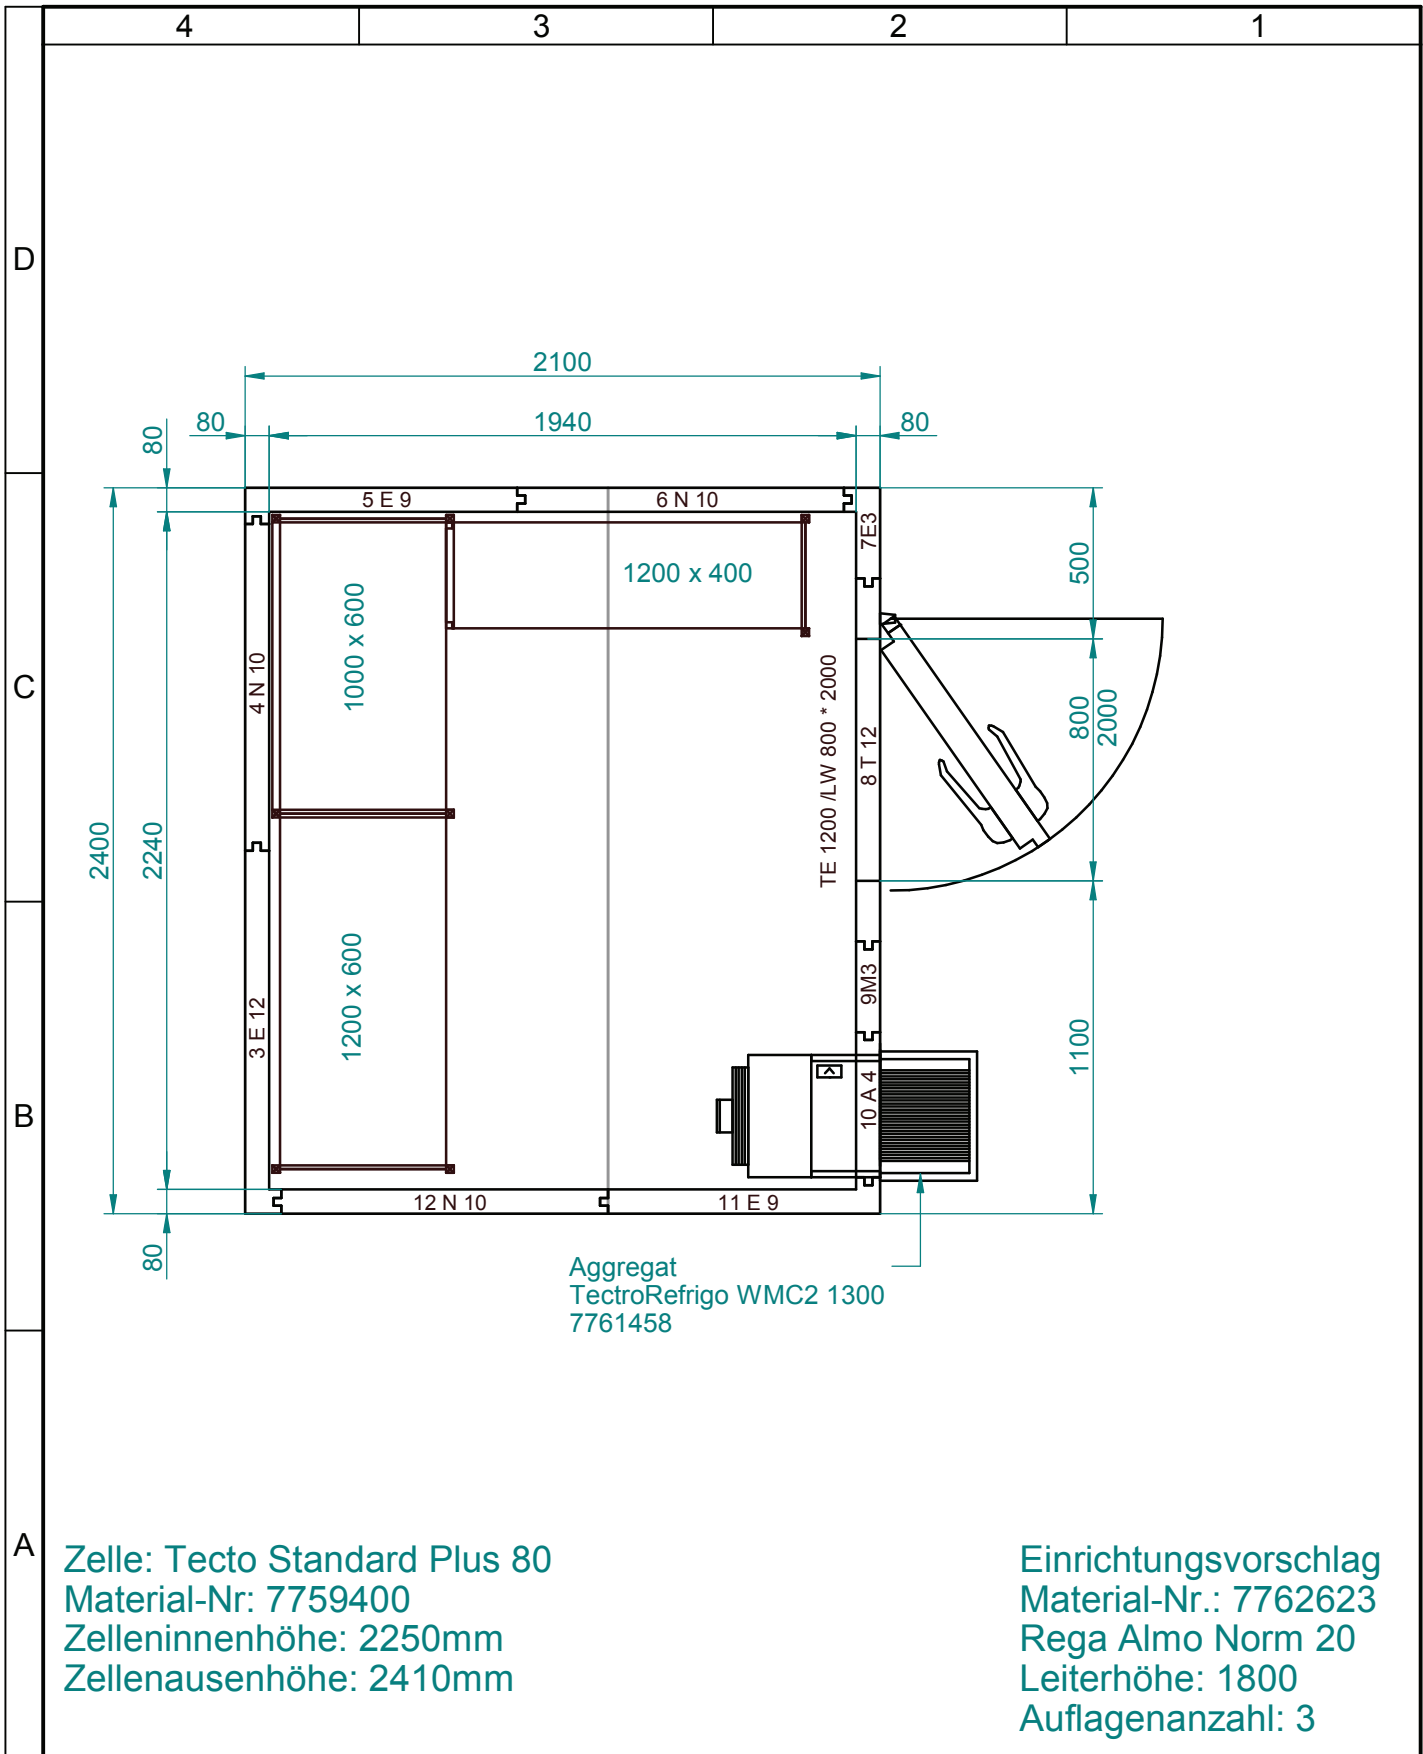 4 3 2 1
D
C
B
A
2100
80 1940 80
80
5 E 9 6 N 10
7E3
500
1200 x 400
1000 x 600
4 N 10
TE 1200 /LW 800 * 2000
8 T 12
800
2000
2400
2240
1200 x 600
3 E 12
9M3
1100
10 A 4
12 N 10 11 E 9
80
Aggregat
TectroRefrigo WMC2 1300
7761458
Zelle: Tecto Standard Plus 80
Material-Nr: 7759400
Zelleninnenhöhe: 2250mm
Zellenausenhöhe: 2410mm
Einrichtungsvorschlag
Material-Nr.: 7762623
Rega Almo Norm 20
Leiterhöhe: 1800
Auflagenanzahl: 3